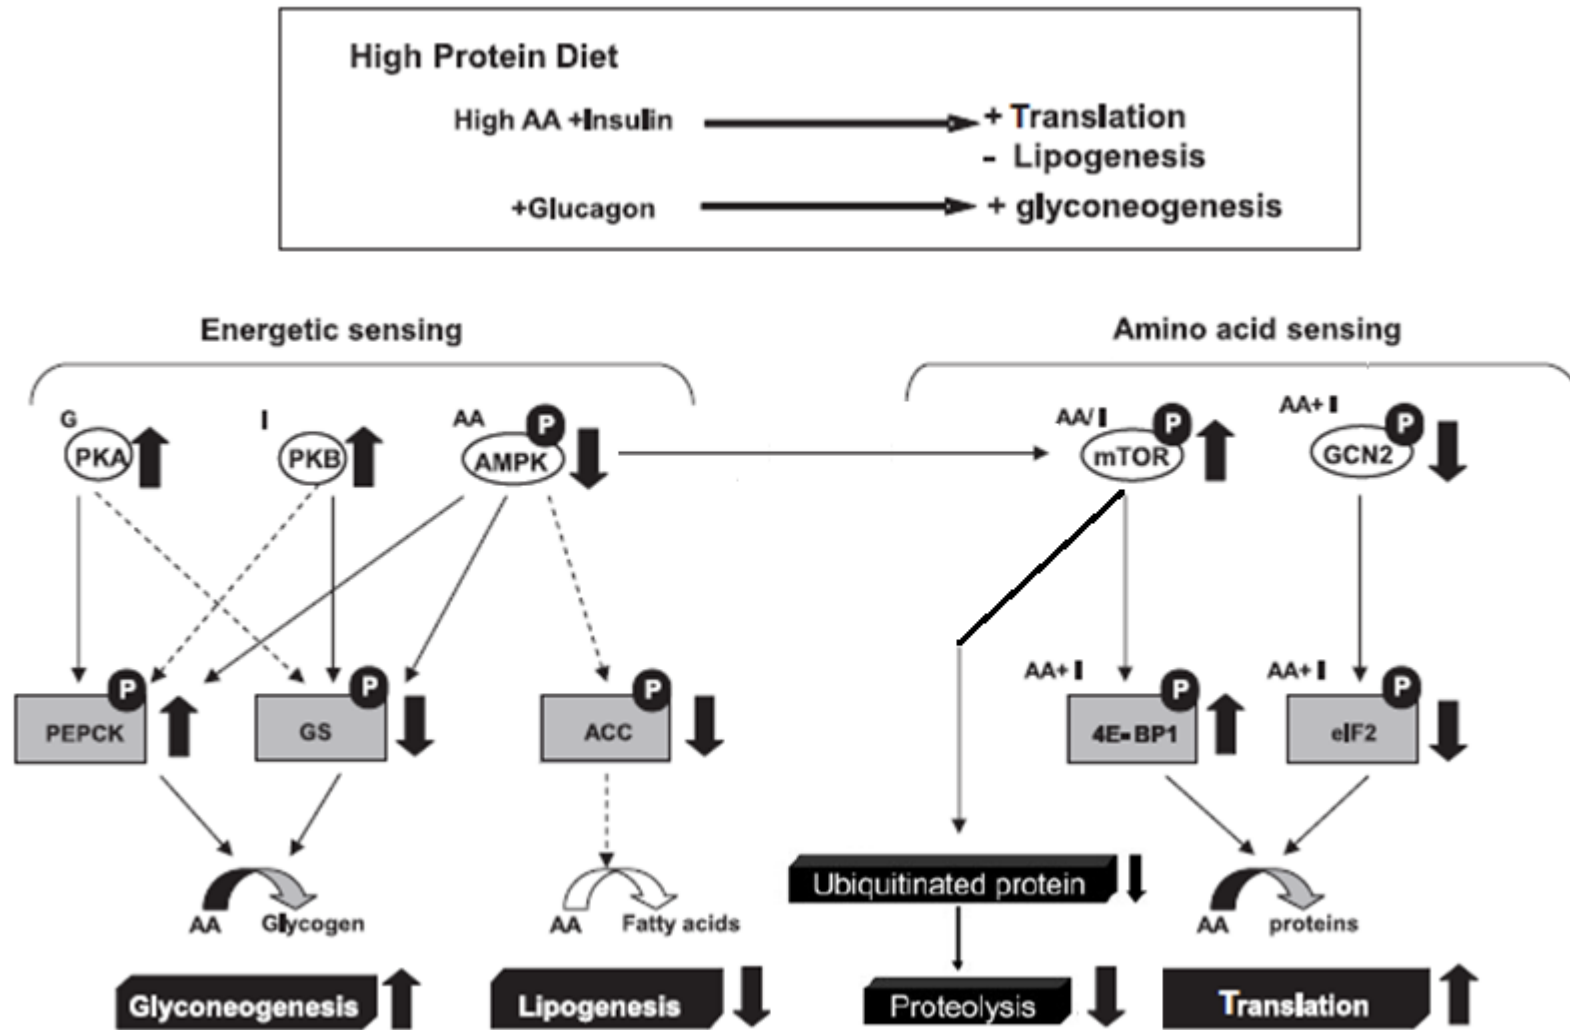 High Protein Diet
High AA +Insulin
+ Translation
- Lipogenesis
+Glucagon
+ glyconeogenesis
Energetic sensing
Amino acid sensing
G
PKA
I
PKB
AA
P
AMPK
AA/ I
P
mTOR
AA+ I
P
GCN2
P
PEPCK
P
GS
P
ACC
AA+ I
P
4E-BP1
AA+ I
P
eIF2
AA
Glycogen
AA
Fatty acids
Ubiquitinated protein
AA
proteins
Glyconeogenesis
Lipogenesis
Proteolysis
Translation